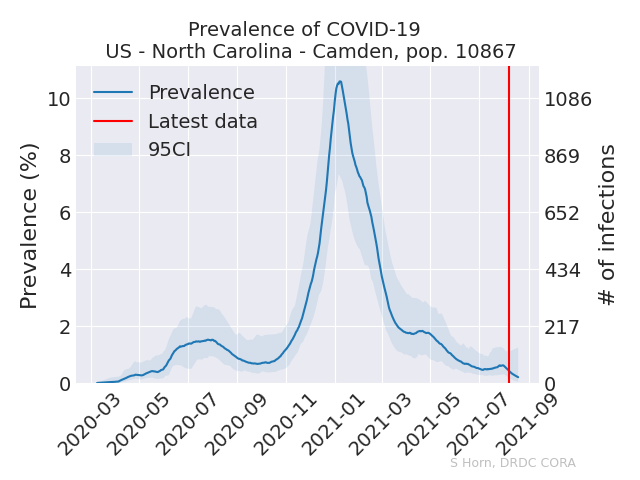 Prevalence of COVID-19
US - North Carolina - Camden, pop. 10867
Prevalence
Latest data
95CI
Prevalence (%)
10
8
6
4
2
0
# of infections
1086
869
652
434
217
0
2020-03
2020-05
2020-07
2020-09
2020-11
2021-01
2021-03
2021-05
2021-07
2021-09
S Horn, DRDC CORA